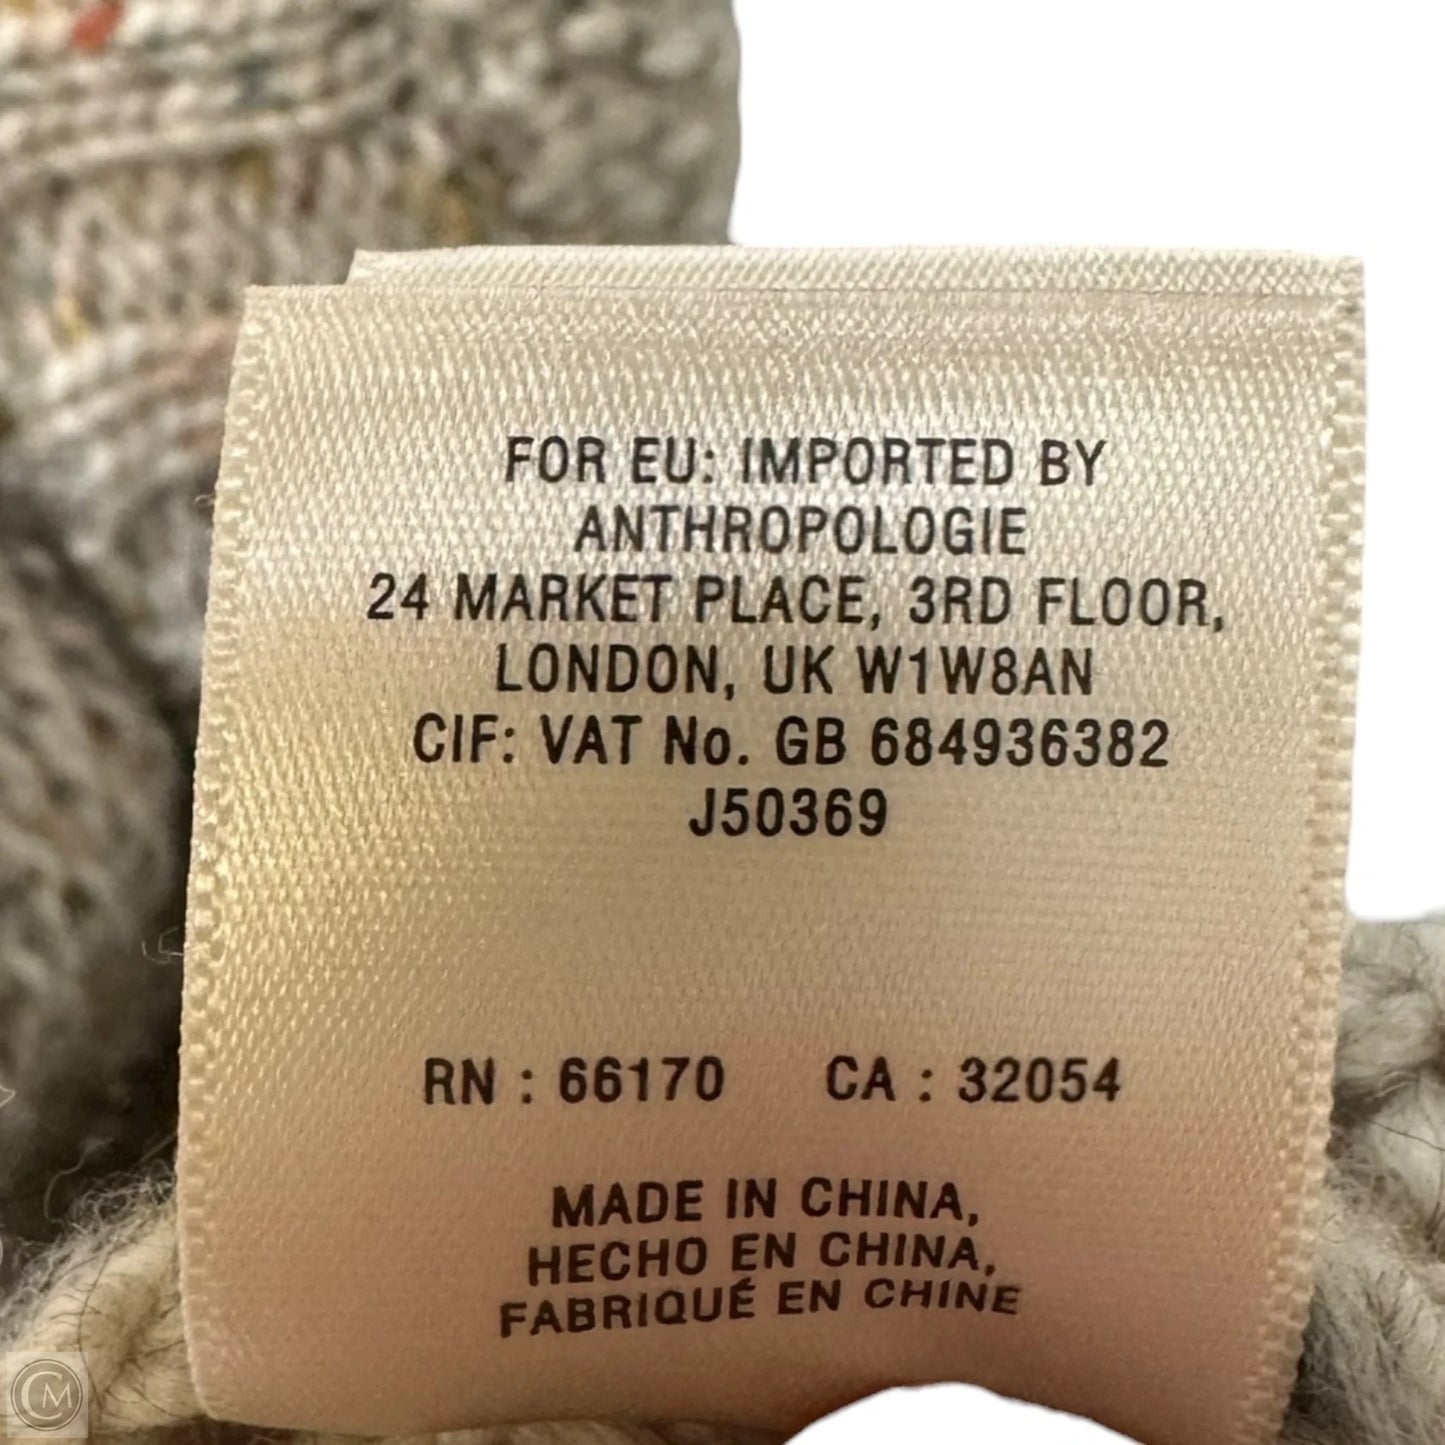 FOR EU: IMPORTED BY
ANTHROPOLOGIE
24 MARKET PLACE, 3RD FLOOR,
LONDON, UK W1W8AN
CIF: VAT No. GB 684936382
J50369
RN : 66170 CA : 32054
MADE IN CHINA,
HECHO EN CHINA,
FABRIQUÉ EN CHINE
CM